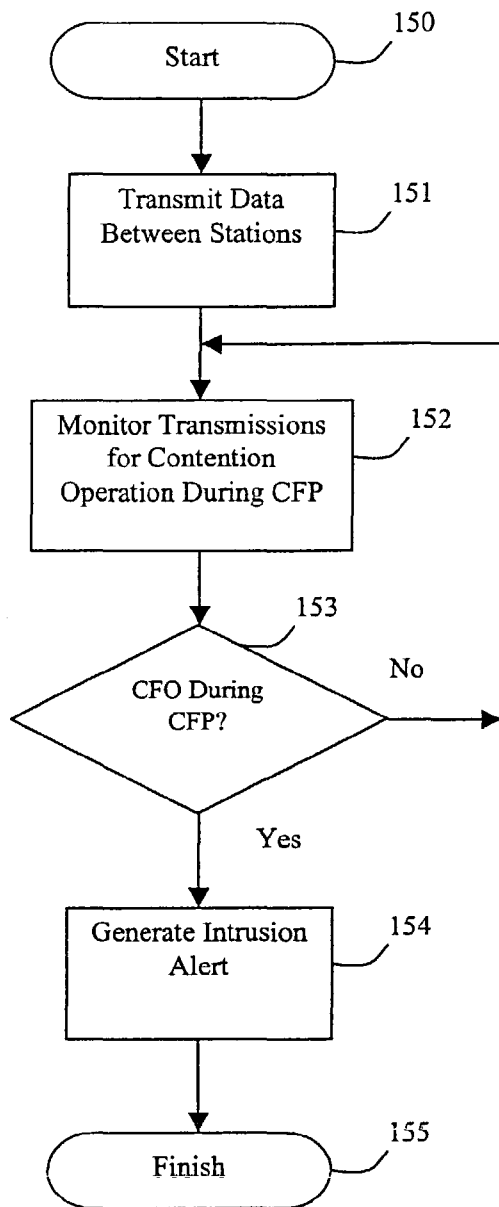 150
Start
151
Transmit Data
Between Stations
152
Monitor Transmissions
for Contention
Operation During CFP
153
CFO During
CFP?
No
Yes
154
Generate Intrusion
Alert
155
Finish